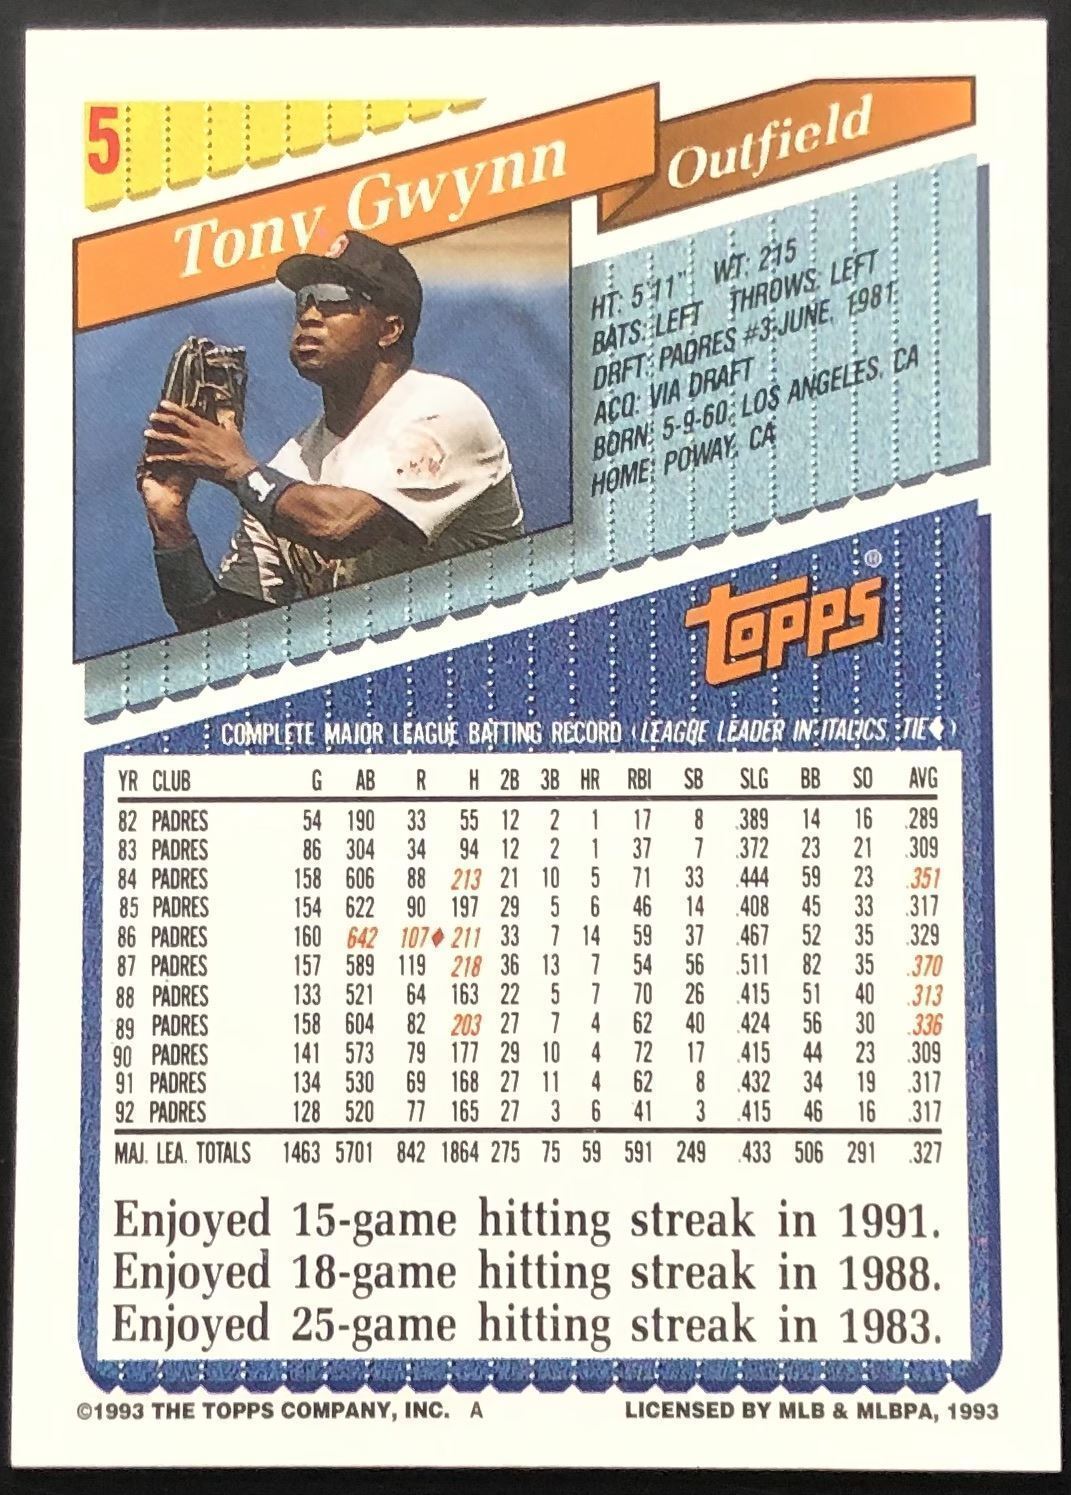 5
Tony Gwynn
Outfield
HT: 5'11" WT: 215
BATS: LEFT THROWS: LEFT
DRFT: PADRES #3-JUNE, 1981
ACQ: VIA DRAFT
BORN: 5-9-60, LOS ANGELES, CA
HOME: POWAY, CA
TOPPS®
COMPLETE MAJOR LEAGUE BATTING RECORD (LEAGUE LEADER IN ITALICS, TIE♦)
YR CLUB G AB R H 2B 3B HR RBI SB SLG BB SO AVG
82 PADRES 54 190 33 55 12 2 1 17 8 .389 14 16 .289
83 PADRES 86 304 34 94 12 2 1 37 7 .372 23 21 .309
84 PADRES 158 606 88 213 21 10 5 71 33 .444 59 23 .351
85 PADRES 154 622 90 197 29 5 6 46 14 .408 45 33 .317
86 PADRES 160 642 107♦ 211 33 7 14 59 37 .467 52 35 .329
87 PADRES 157 589 119 218 36 13 7 54 56 .511 82 35 .370
88 PADRES 133 521 64 163 22 5 7 70 26 .415 51 40 .313
89 PADRES 158 604 82 203 27 7 4 62 40 .424 56 30 .336
90 PADRES 141 573 79 177 29 10 4 72 17 .415 44 23 .309
91 PADRES 134 530 69 168 27 11 4 62 8 .432 34 19 .317
92 PADRES 128 520 77 165 27 3 6 41 3 .415 46 16 .317
MAJ. LEA. TOTALS 1463 5701 842 1864 275 75 59 591 249 .433 506 291 .327
Enjoyed 15-game hitting streak in 1991.
Enjoyed 18-game hitting streak in 1988.
Enjoyed 25-game hitting streak in 1983.
©1993 THE TOPPS COMPANY, INC. A LICENSED BY MLB & MLBPA, 1993